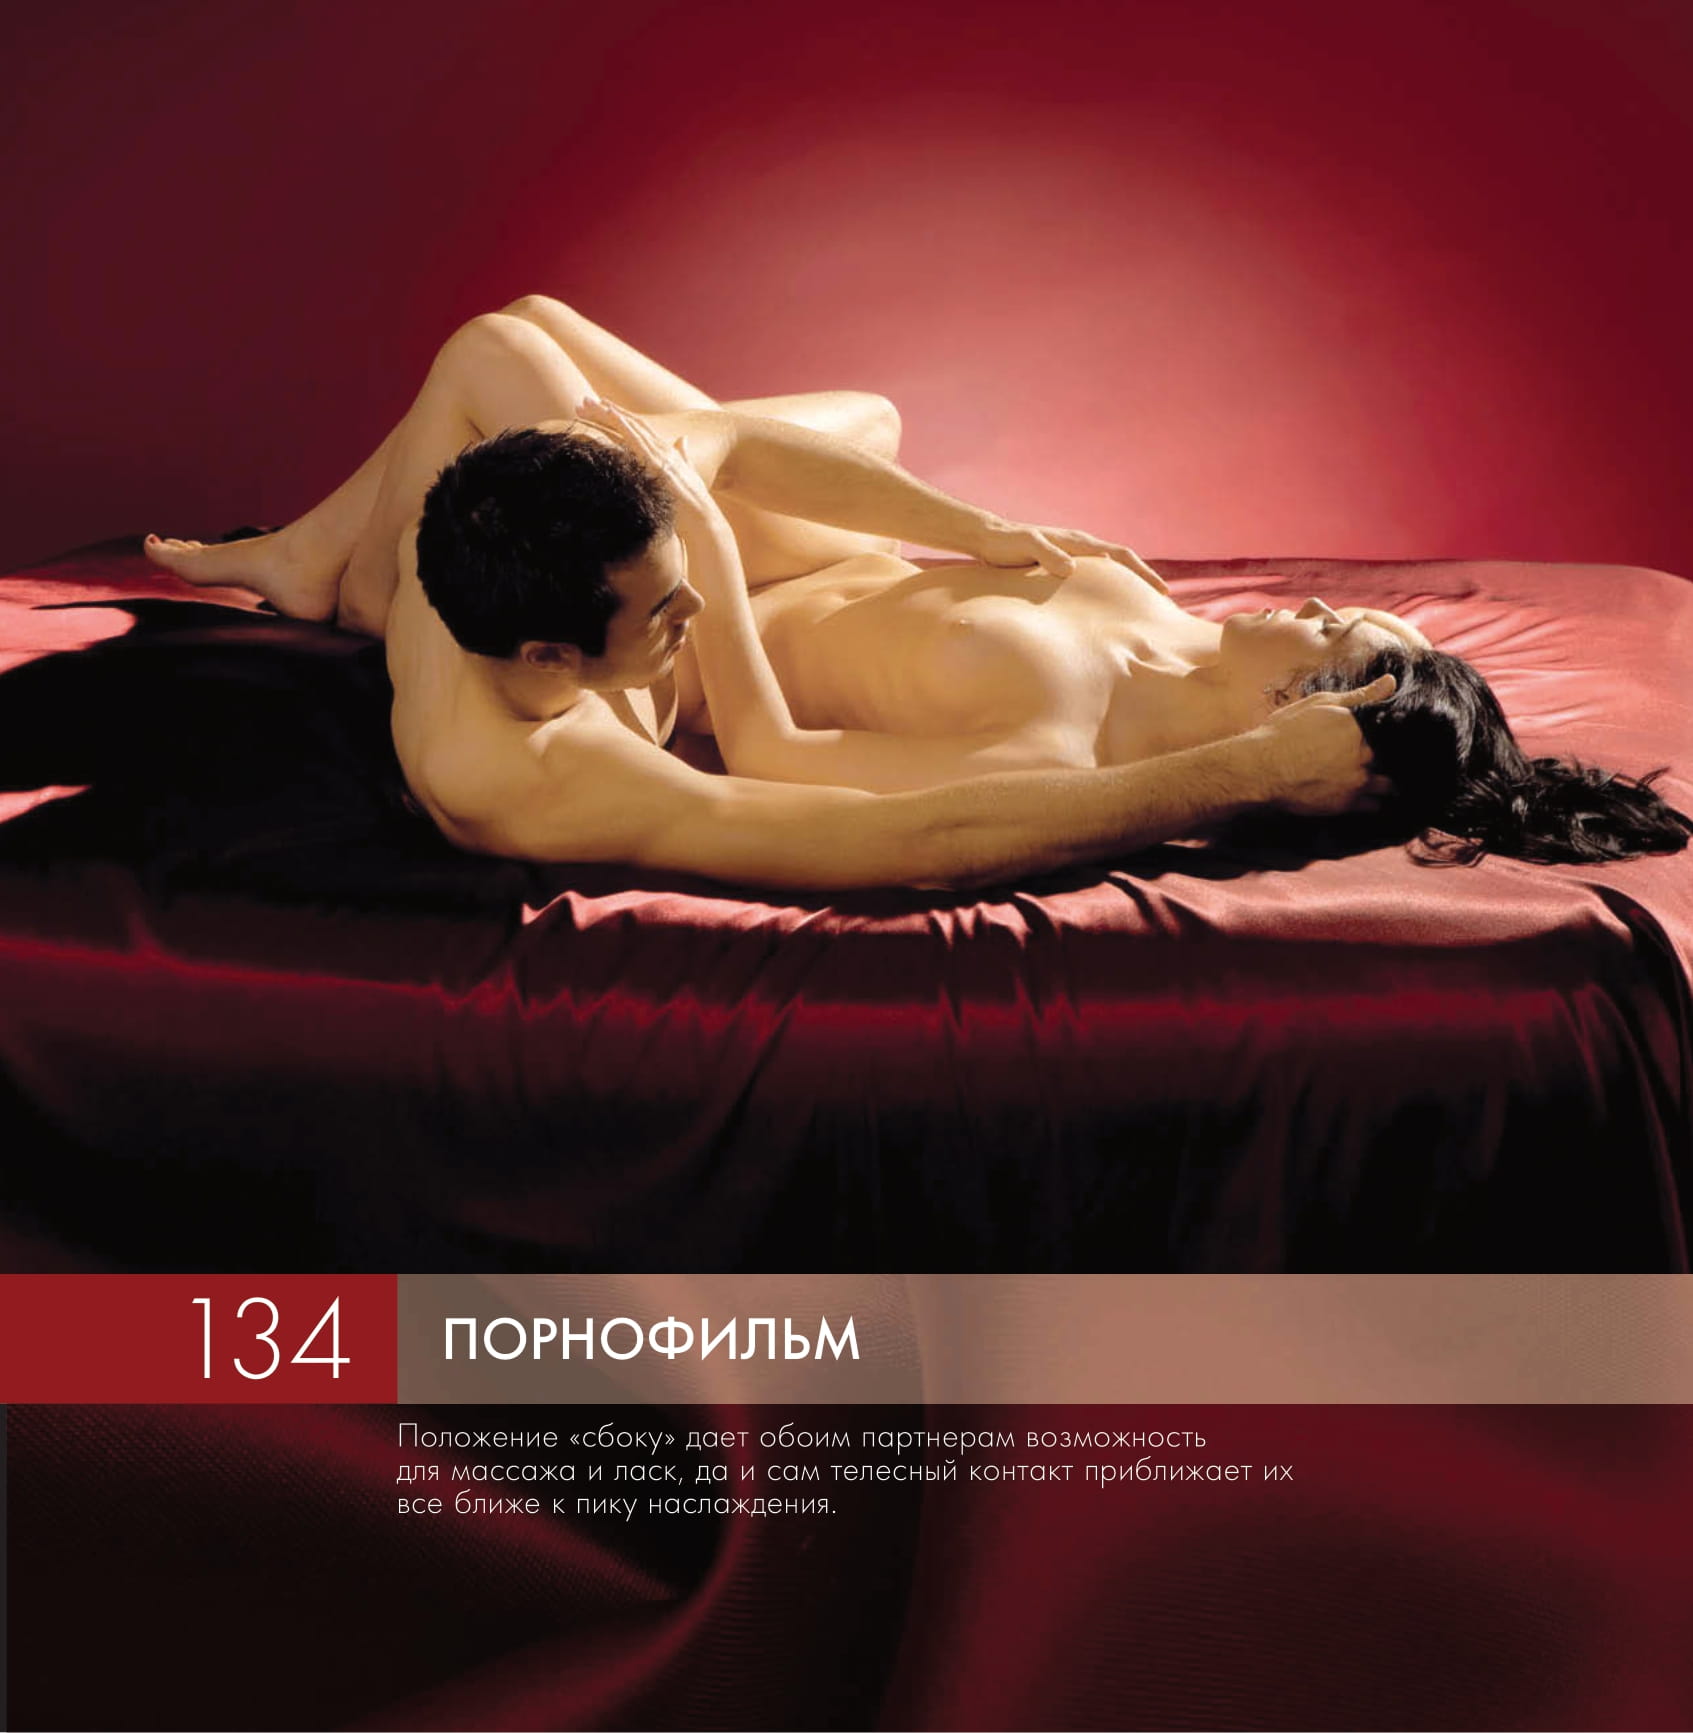 134
ПОРНОФИЛЬМ
Положение «сбоку» дает обоим партнерам возможность
для массажа и ласк, да и сам телесный контакт приближает их
все ближе к пику наслаждения.